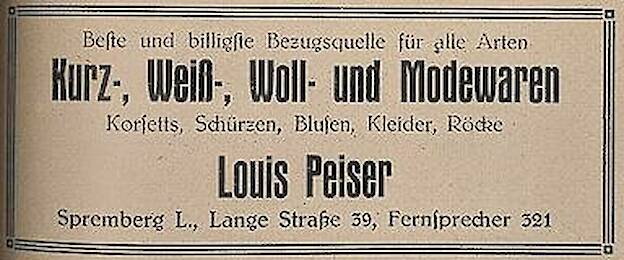 Beſte und billigſte Bezugsquelle für alle Arten
Kurz-, Weiß-, Woll- und Modewaren
Korſetts, Schürzen, Bluſen, Kleider, Röcke
Louis Peiser
Spremberg L., Lange Straße 39, Fernſprecher 321